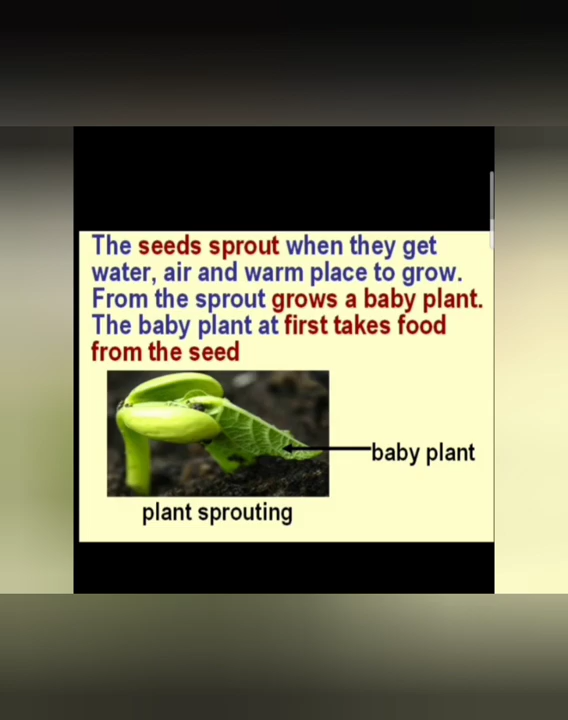 The seeds sprout when they get
water, air and warm place to grow.
From the sprout grows a baby plant.
The baby plant at first takes food
from the seed
baby plant
plant sprouting